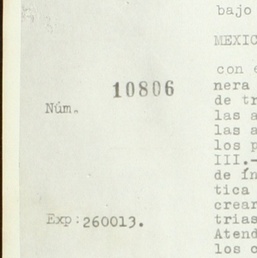 bajo
MEXIC
con e
10806
nera
Núm.
de tr
las a
las a
los p
III.-
de ín
tica
crear
Exp: 260013.
trias
Atend
los c